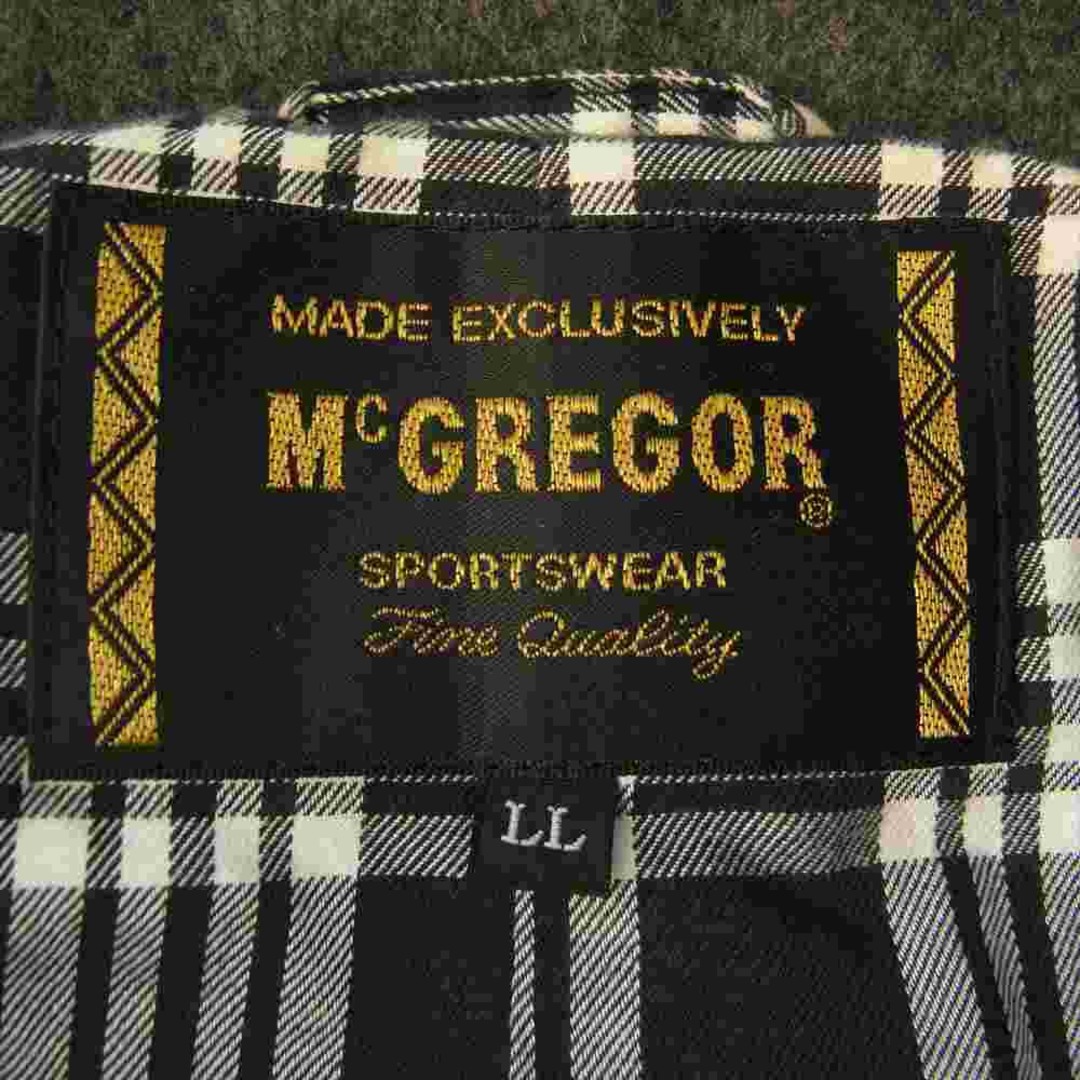 MADE EXCLUSIVELY
McGREGOR®
SPORTSWEAR
Fine Quality
LL